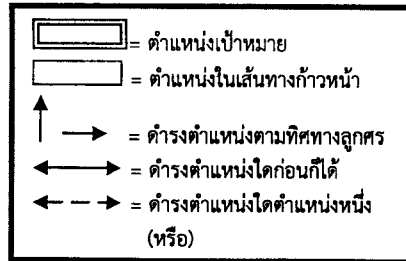 = ตำแหน่งเป้าหมาย
= ตำแหน่งในเส้นทางก้าวหน้า
= ดำรงตำแหน่งตามทิศทางลูกศร
= ดำรงตำแหน่งใดก่อนก็ได้
= ดำรงตำแหน่งใดตำแหน่งหนึ่ง
(หรือ)